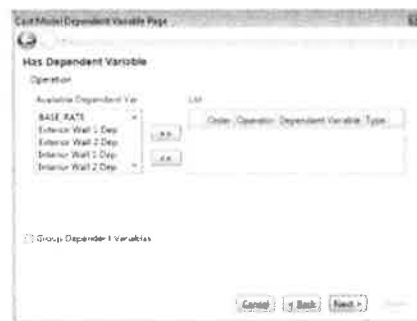 Cost Model Dependent Variable Page
Has Dependent Variable
Operation
Available Dependent Var
List
BASE_RATE
Exterior Wall 1 Dep
Exterior Wall 2 Dep
Interior Wall 1 Dep
Interior Wall 2 Dep
>>
<<
Order Operator Dependent Variable Type
Group Dependent Variables
Cancel < Back Next >